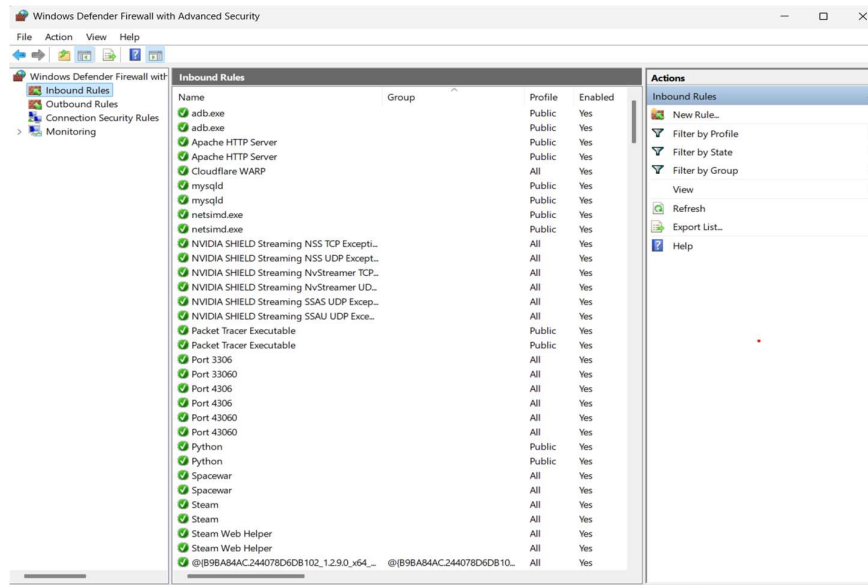 Windows Defender Firewall with Advanced Security
File Action View Help
Windows Defender Firewall with
Inbound Rules
Outbound Rules
Connection Security Rules
Monitoring
Inbound Rules
Name Group Profile Enabled
adb.exe Public Yes
adb.exe Public Yes
Apache HTTP Server Public Yes
Apache HTTP Server Public Yes
Cloudflare WARP All Yes
mysqld Public Yes
mysqld Public Yes
netsimd.exe Public Yes
netsimd.exe Public Yes
NVIDIA SHIELD Streaming NSS TCP Excepti... All Yes
NVIDIA SHIELD Streaming NSS UDP Except... All Yes
NVIDIA SHIELD Streaming NvStreamer TCP... All Yes
NVIDIA SHIELD Streaming NvStreamer UD... All Yes
NVIDIA SHIELD Streaming SSAS UDP Excep... All Yes
NVIDIA SHIELD Streaming SSAU UDP Exce... All Yes
Packet Tracer Executable Public Yes
Packet Tracer Executable Public Yes
Port 3306 All Yes
Port 33060 All Yes
Port 4306 All Yes
Port 4306 All Yes
Port 43060 All Yes
Port 43060 All Yes
Python Public Yes
Python Public Yes
Spacewar All Yes
Spacewar All Yes
Steam All Yes
Steam All Yes
Steam Web Helper All Yes
Steam Web Helper All Yes
@{B9BA84AC.244078D6DB102_1.2.9.0_x64_... @{B9BA84AC.244078D6DB10... All Yes
Actions
Inbound Rules
New Rule...
Filter by Profile
Filter by State
Filter by Group
View
Refresh
Export List...
Help